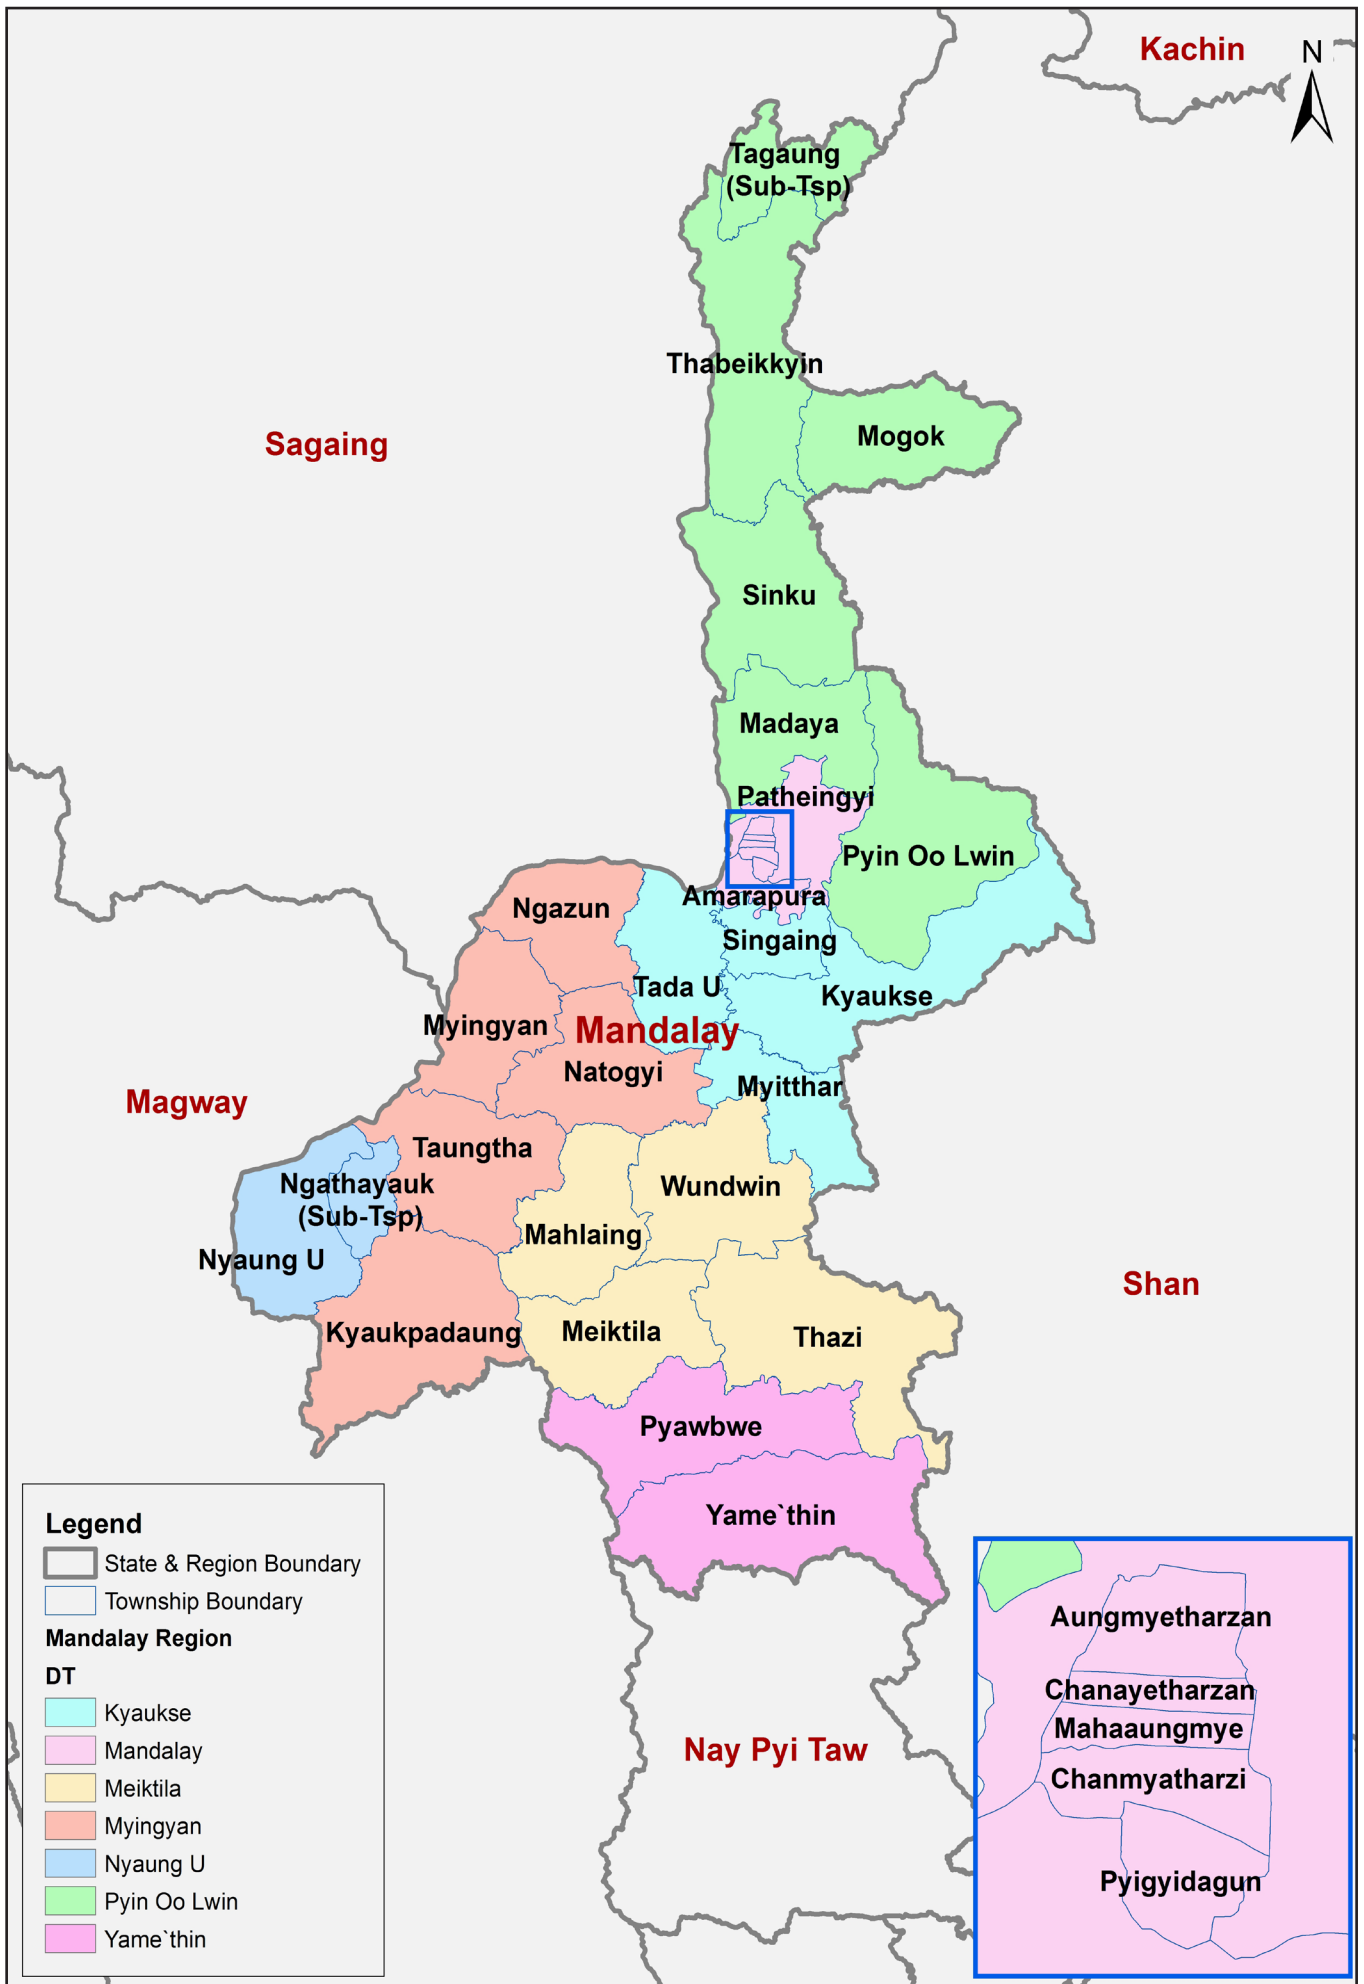 Kachin
N
Tagaung
(Sub-Tsp)
Thabeikkyin
Mogok
Sagaing
Sinku
Madaya
Patheingyi
Pyin Oo Lwin
Amarapura
Ngazun
Singaing
Tada U
Kyaukse
Myingyan
Mandalay
Natogyi
Myitthar
Magway
Taungtha
Ngathayauk
(Sub-Tsp)
Wundwin
Mahlaing
Nyaung U
Shan
Kyaukpadaung
Meiktila
Thazi
Pyawbwe
Yame`thin
Nay Pyi Taw
Legend
State & Region Boundary
Township Boundary
Mandalay Region
DT
Kyaukse
Mandalay
Meiktila
Myingyan
Nyaung U
Pyin Oo Lwin
Yame`thin
Aungmyetharzan
Chanayetharzan
Mahaaungmye
Chanmyatharzi
Pyigyidagun